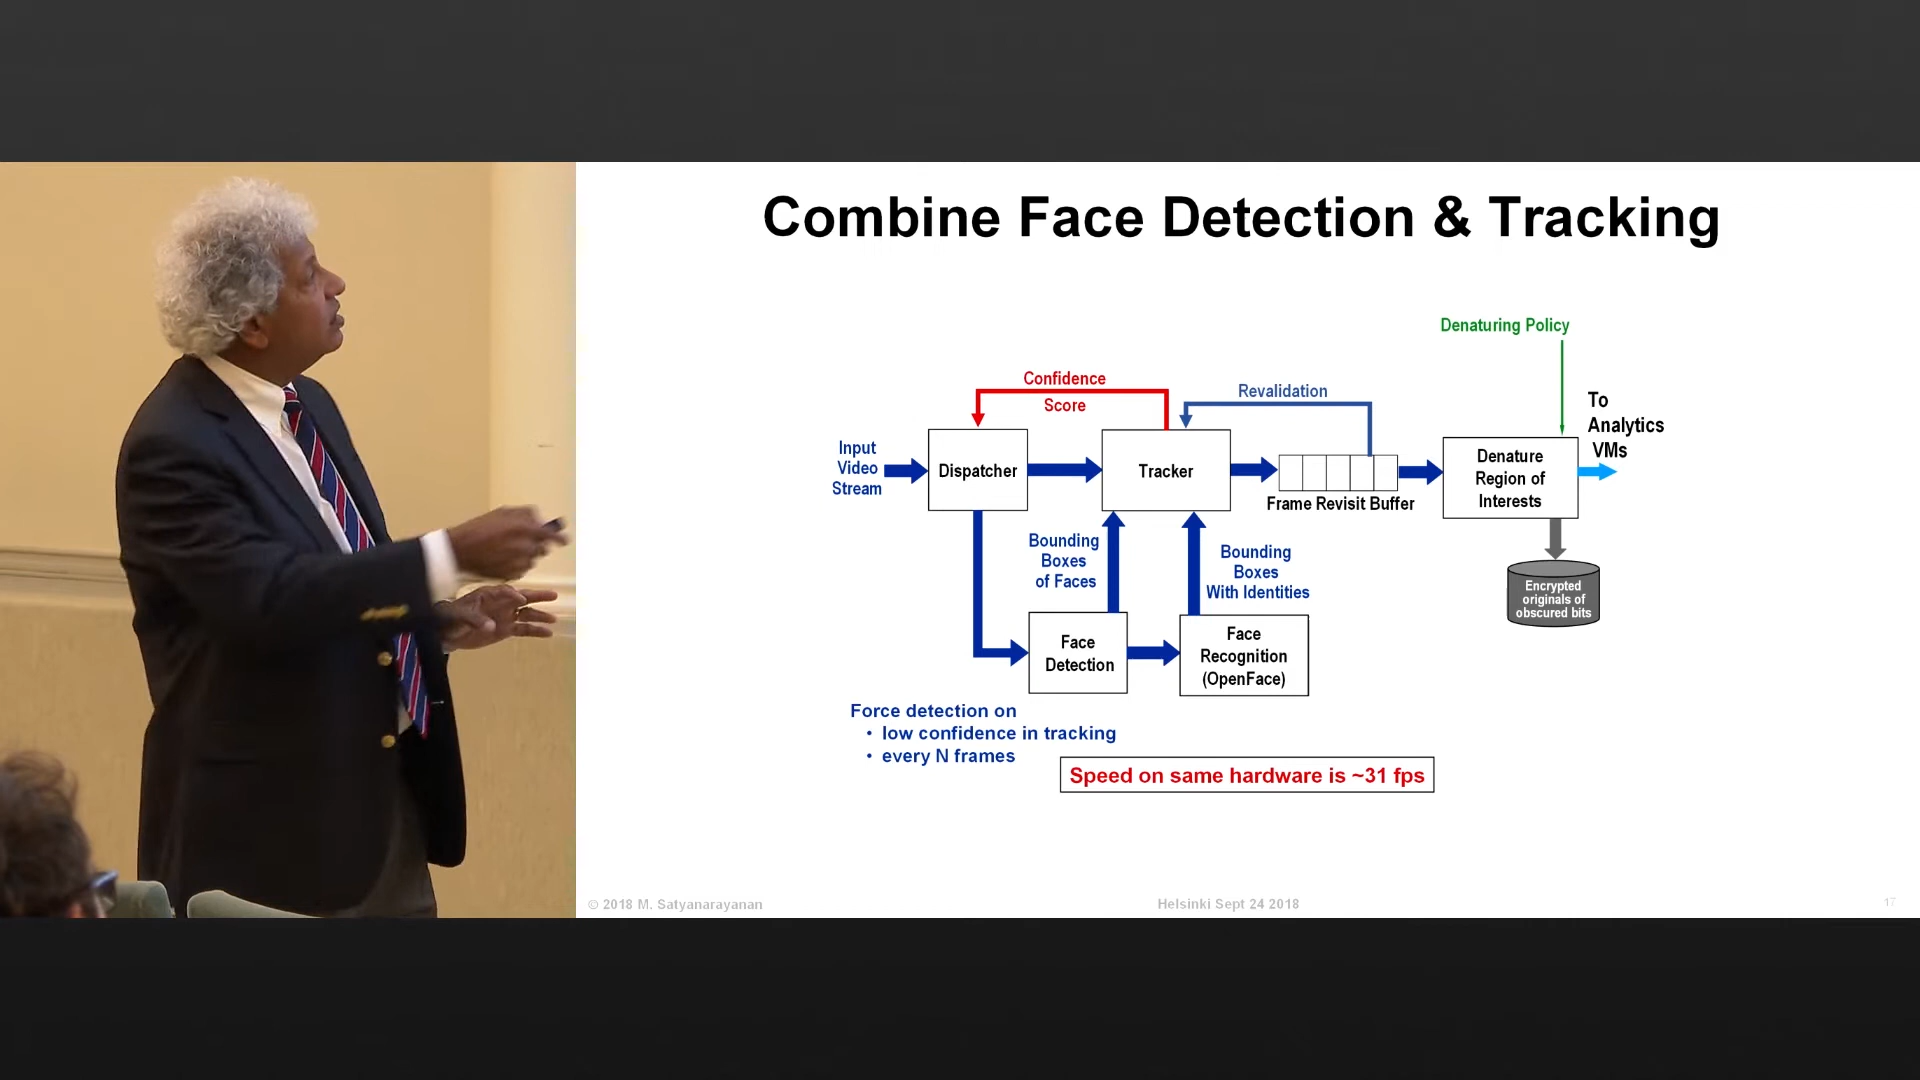 Combine Face Detection & Tracking
Denaturing Policy
Confidence
Score
Revalidation
To
Analytics
VMs
Input
Video
Stream
Dispatcher
Tracker
Frame Revisit Buffer
Denature
Region of
Interests
Bounding
Boxes
of Faces
Bounding
Boxes
With Identities
Encrypted
originals of
obscured bits
Face
Detection
Face
Recognition
(OpenFace)
Force detection on
• low confidence in tracking
• every N frames
Speed on same hardware is ~31 fps
© 2018 M. Satyanarayanan
Helsinki Sept 24 2018
17